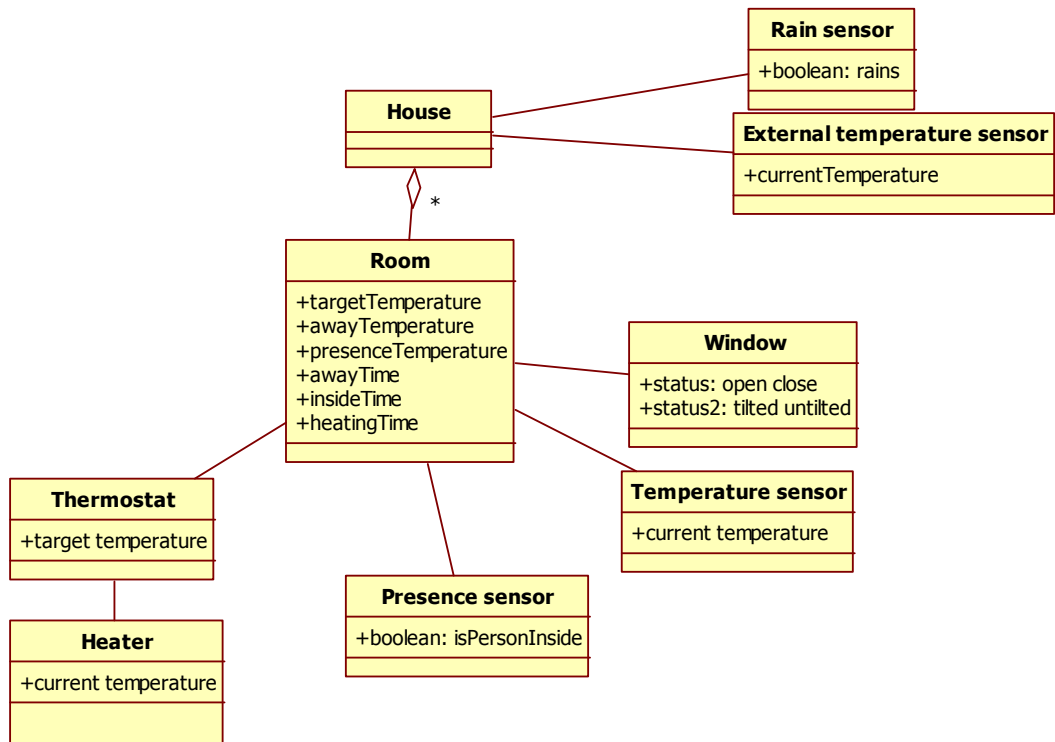 Rain sensor
+boolean: rains
House
External temperature sensor
+currentTemperature
*
Room
+targetTemperature
+awayTemperature
+presenceTemperature
+awayTime
+insideTime
+heatingTime
Window
+status: open close
+status2: tilted untilted
Thermostat
+target temperature
Temperature sensor
+current temperature
Presence sensor
+boolean: isPersonInside
Heater
+current temperature